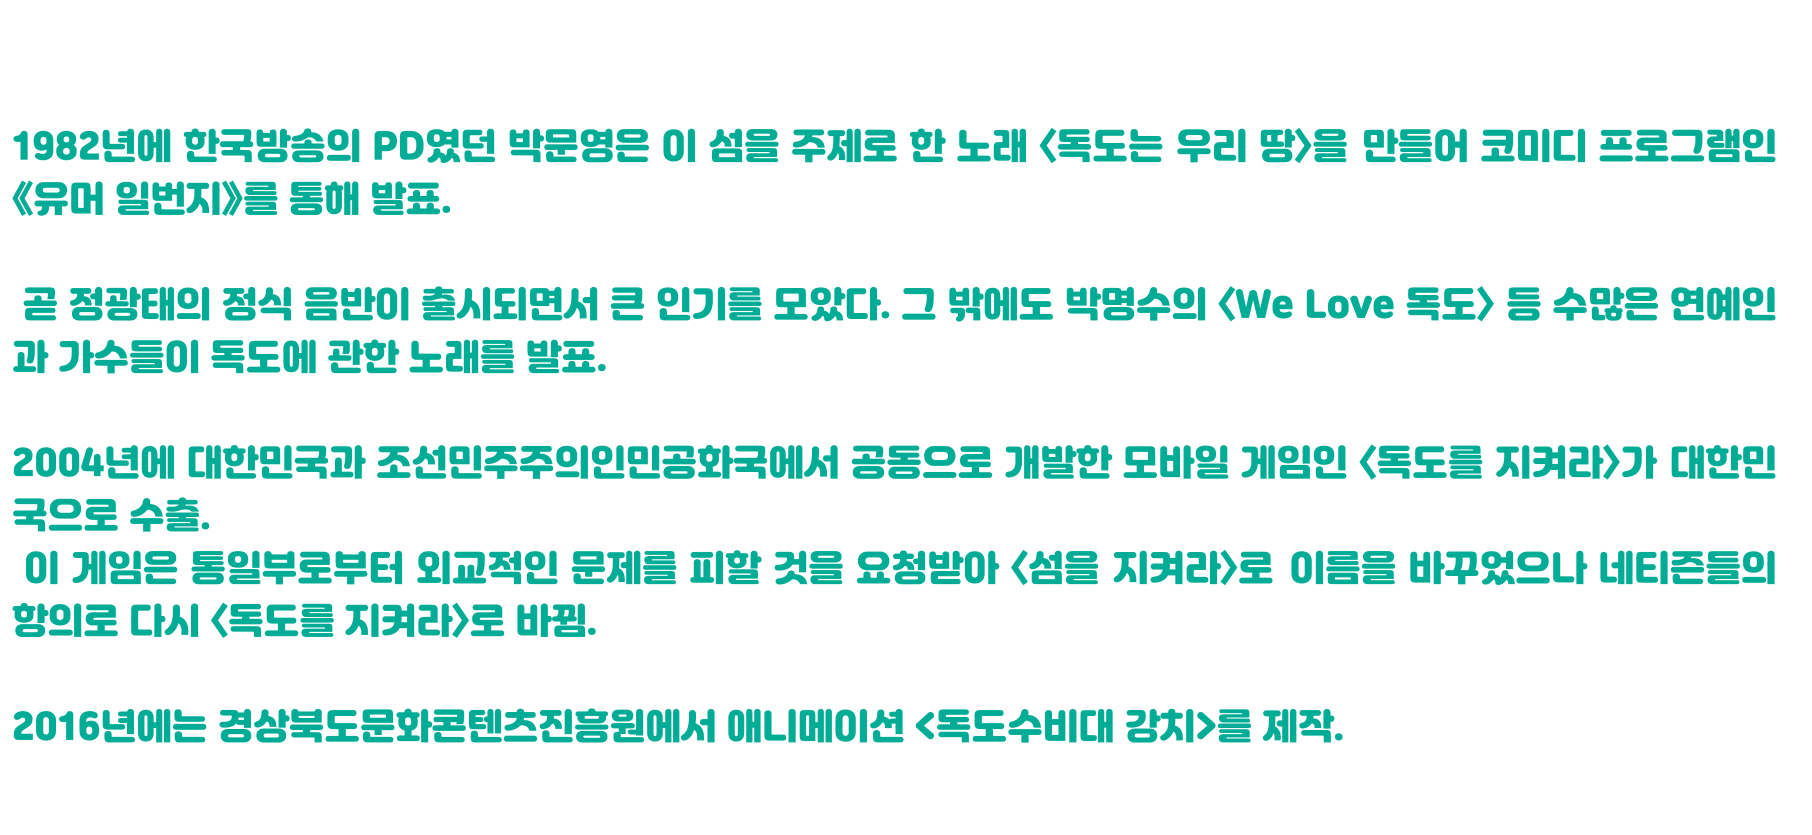 1982년에 한국방송의 PD였던 박문영은 이 섬을 주제로 한 노래 〈독도는 우리 땅〉을 만들어 코미디 프로그램인
《유머 일번지》를 통해 발표.
곧 정광태의 정식 음반이 출시되면서 큰 인기를 모았다. 그 밖에도 박명수의 〈We Love 독도〉 등 수많은 연예인
과 가수들이 독도에 관한 노래를 발표.
2004년에 대한민국과 조선민주주의인민공화국에서 공동으로 개발한 모바일 게임인 〈독도를 지켜라〉가 대한민
국으로 수출.
이 게임은 통일부로부터 외교적인 문제를 피할 것을 요청받아 〈섬을 지켜라〉로 이름을 바꾸었으나 네티즌들의
항의로 다시 〈독도를 지켜라〉로 바뀜.
2016년에는 경상북도문화콘텐츠진흥원에서 애니메이션 <독도수비대 강치>를 제작.